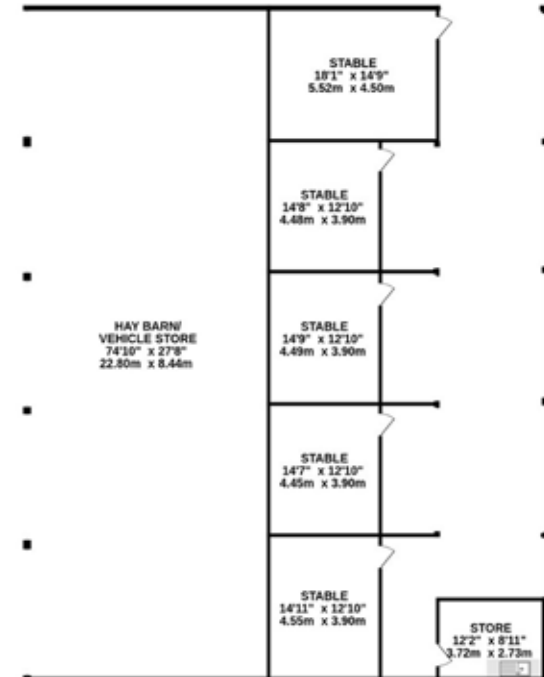 STABLE
18'1" x 14'9"
5.52m x 4.50m
STABLE
14'8" x 12'10"
4.48m x 3.90m
HAY BARN/
VEHICLE STORE
74'10" x 27'8"
22.80m x 8.44m
STABLE
14'9" x 12'10"
4.49m x 3.90m
STABLE
14'7" x 12'10"
4.45m x 3.90m
STABLE
14'11" x 12'10"
4.55m x 3.90m
STORE
12'2" x 8'11"
3.72m x 2.73m